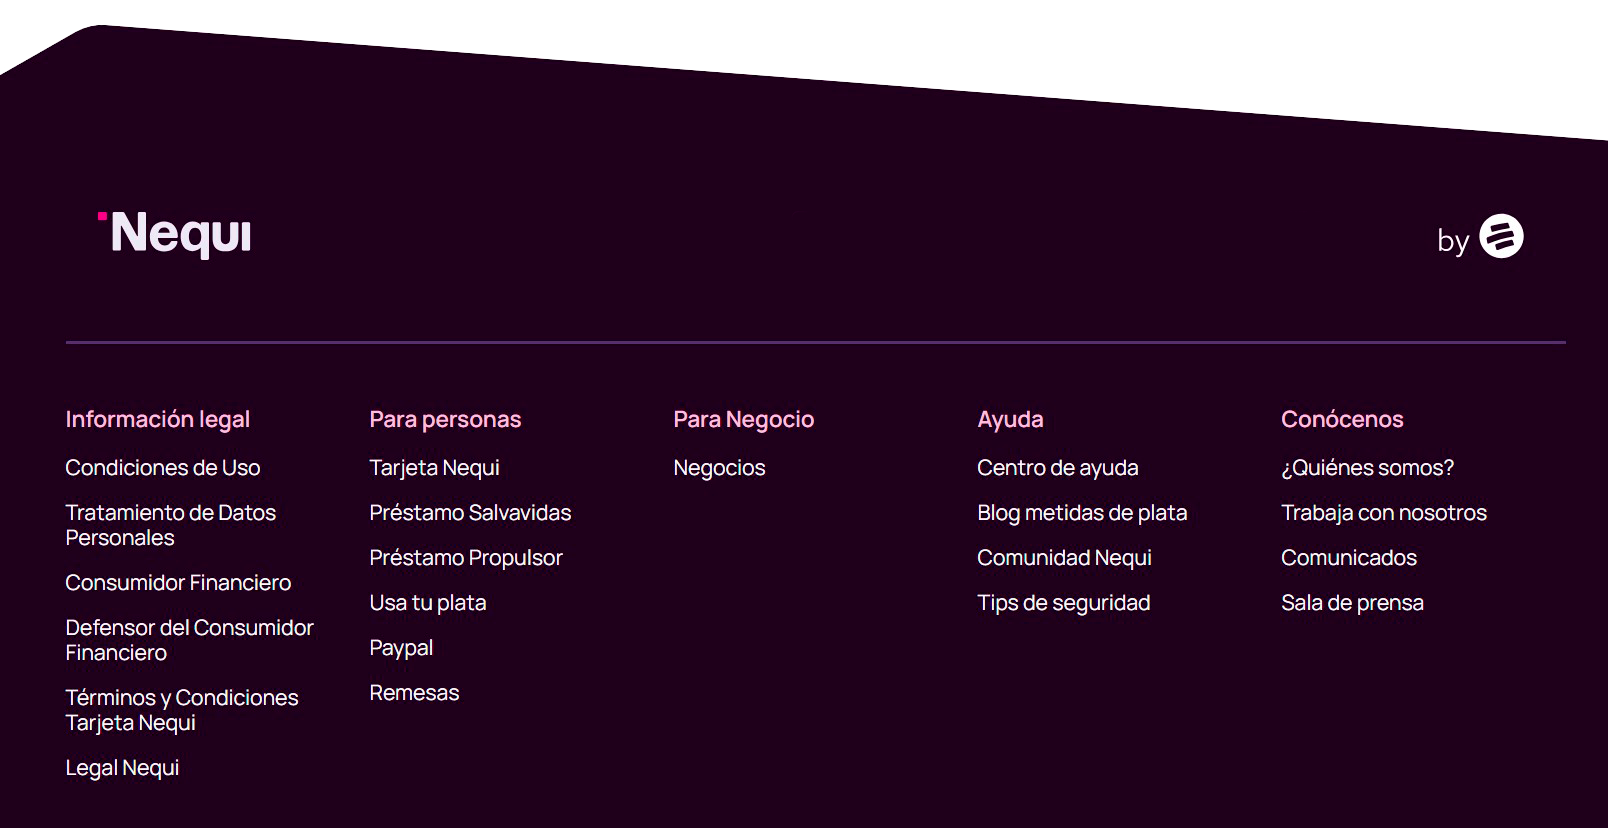 Nequi
by
Información legal
Condiciones de Uso
Tratamiento de Datos
Personales
Consumidor Financiero
Defensor del Consumidor
Financiero
Términos y Condiciones
Tarjeta Nequi
Legal Nequi
Para personas
Tarjeta Nequi
Préstamo Salvavidas
Préstamo Propulsor
Usa tu plata
Paypal
Remesas
Para Negocio
Negocios
Ayuda
Centro de ayuda
Blog metidas de plata
Comunidad Nequi
Tips de seguridad
Conócenos
¿Quiénes somos?
Trabaja con nosotros
Comunicados
Sala de prensa